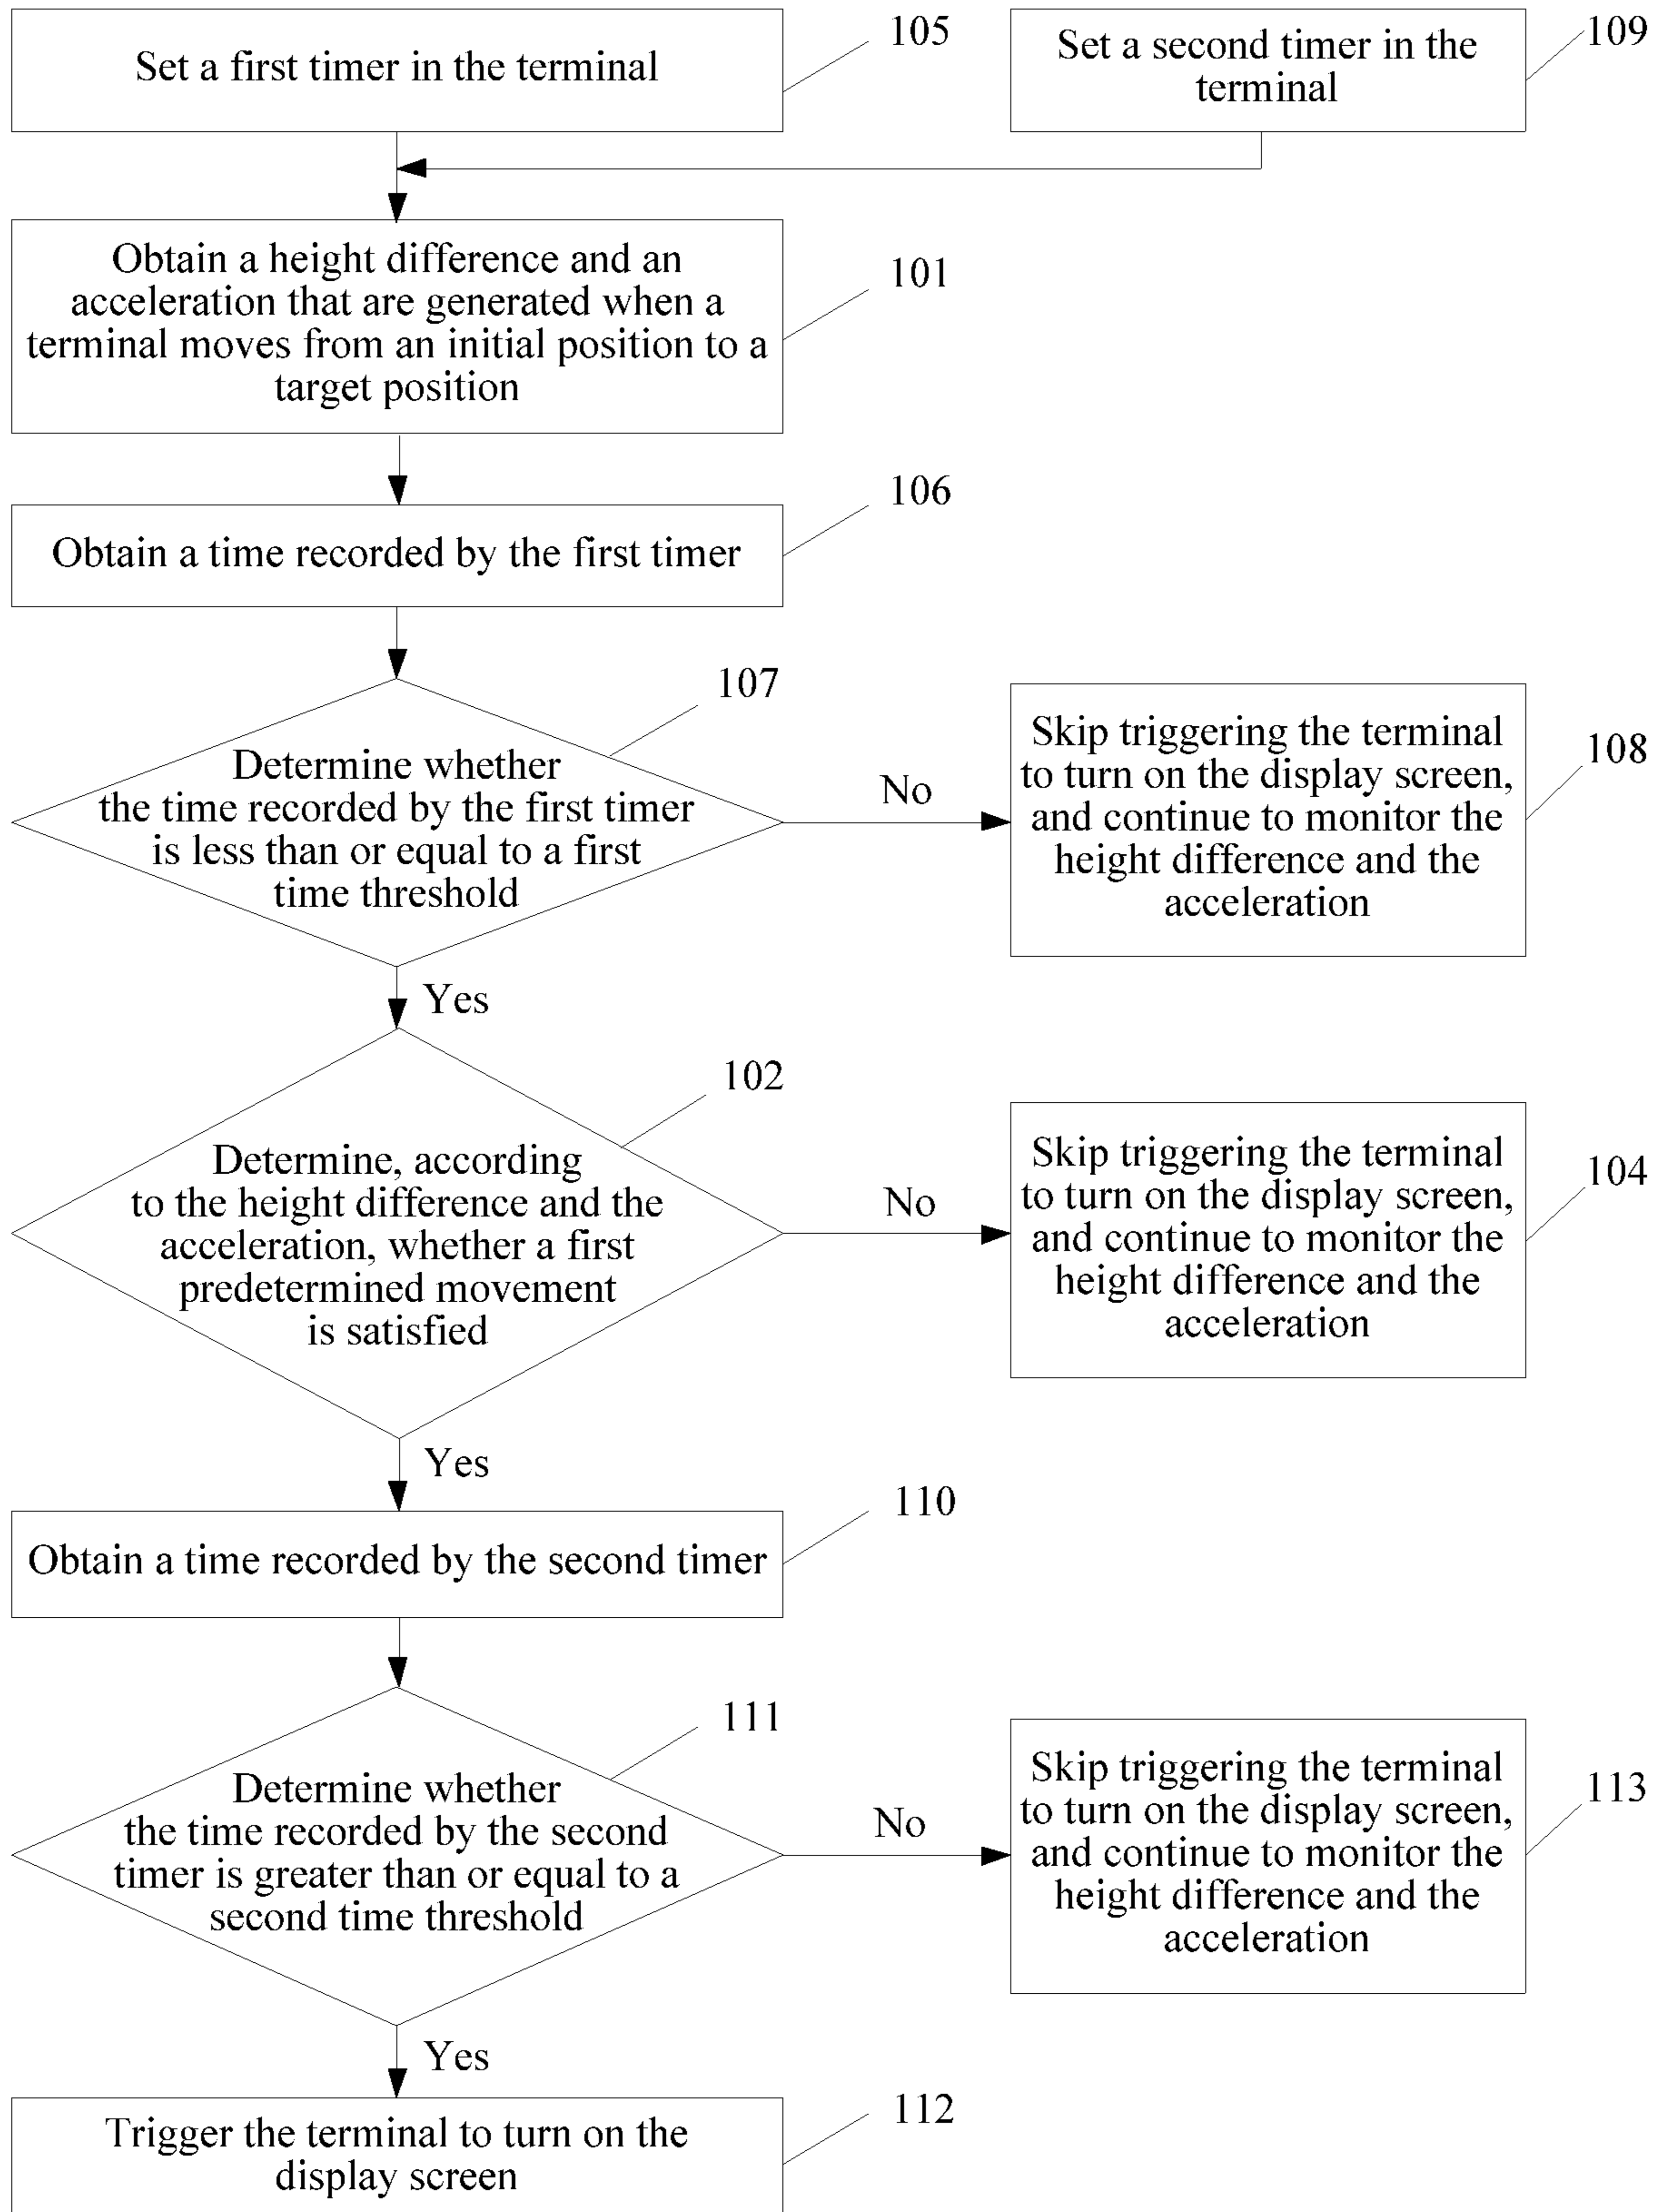 Set a first timer in the terminal
105
Set a second timer in the
terminal
109
Obtain a height difference and an
acceleration that are generated when a
terminal moves from an initial position to a
target position
101
Obtain a time recorded by the first timer
106
Determine whether
the time recorded by the first timer
is less than or equal to a first
time threshold
107
No
Skip triggering the terminal
to turn on the display screen,
and continue to monitor the
height difference and the
acceleration
108
Yes
Determine, according
to the height difference and the
acceleration, whether a first
predetermined movement
is satisfied
102
No
Skip triggering the terminal
to turn on the display screen,
and continue to monitor the
height difference and the
acceleration
104
Yes
Obtain a time recorded by the second timer
110
Determine whether
the time recorded by the second
timer is greater than or equal to a
second time threshold
111
No
Skip triggering the terminal
to turn on the display screen,
and continue to monitor the
height difference and the
acceleration
113
Yes
Trigger the terminal to turn on the
display screen
112